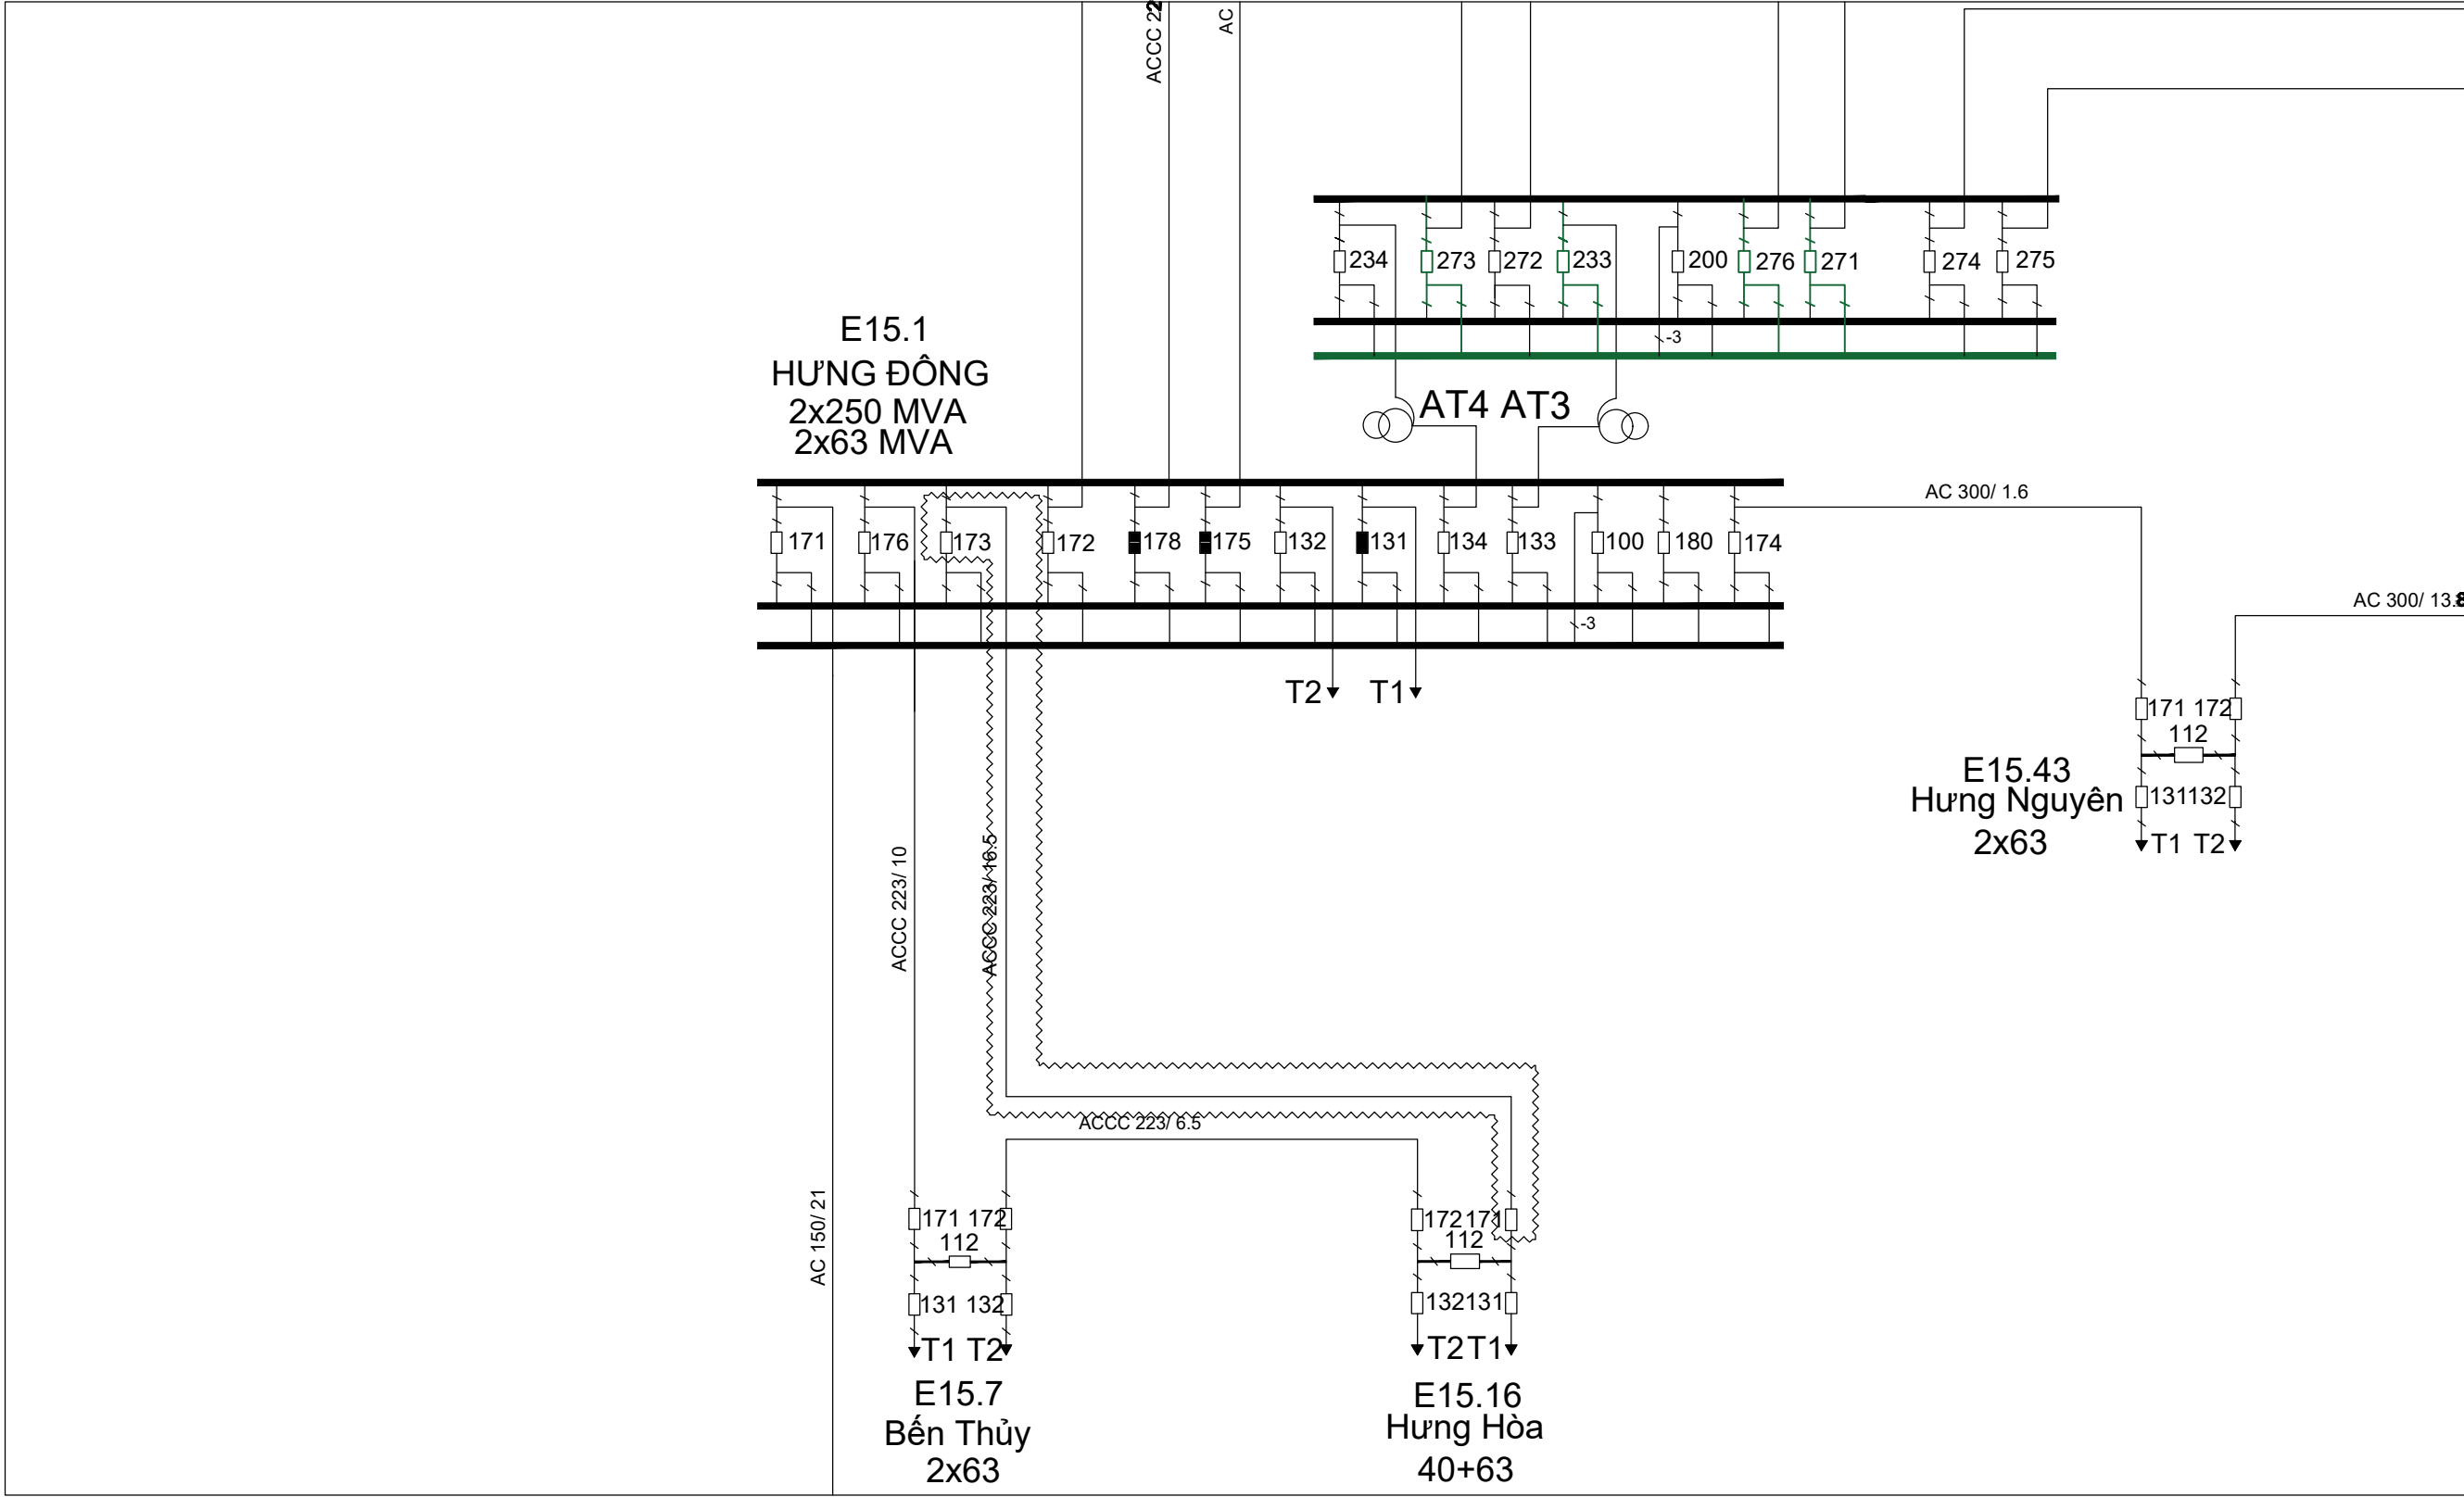 ACCC 22
AC
234
273
272
233
200
276
271
274
275
-3
E15.1
HƯNG ĐÔNG
2x250 MVA
2x63 MVA
AT4 AT3
AC 300/ 1.6
171
176
173
172
178
175
132
131
134
133
100
180
174
-3
AC 300/ 13.8
T2
T1
171 172
112
E15.43
Hưng Nguyên
131132
2x63
T1 T2
ACCC 223/ 10
ACCC 223/ 16.5
ACCC 223/ 6.5
AC 150/ 21
171 172
112
131 132
T1 T2
E15.7
Bến Thủy
2x63
172 171
112
132131
T2 T1
E15.16
Hưng Hòa
40+63